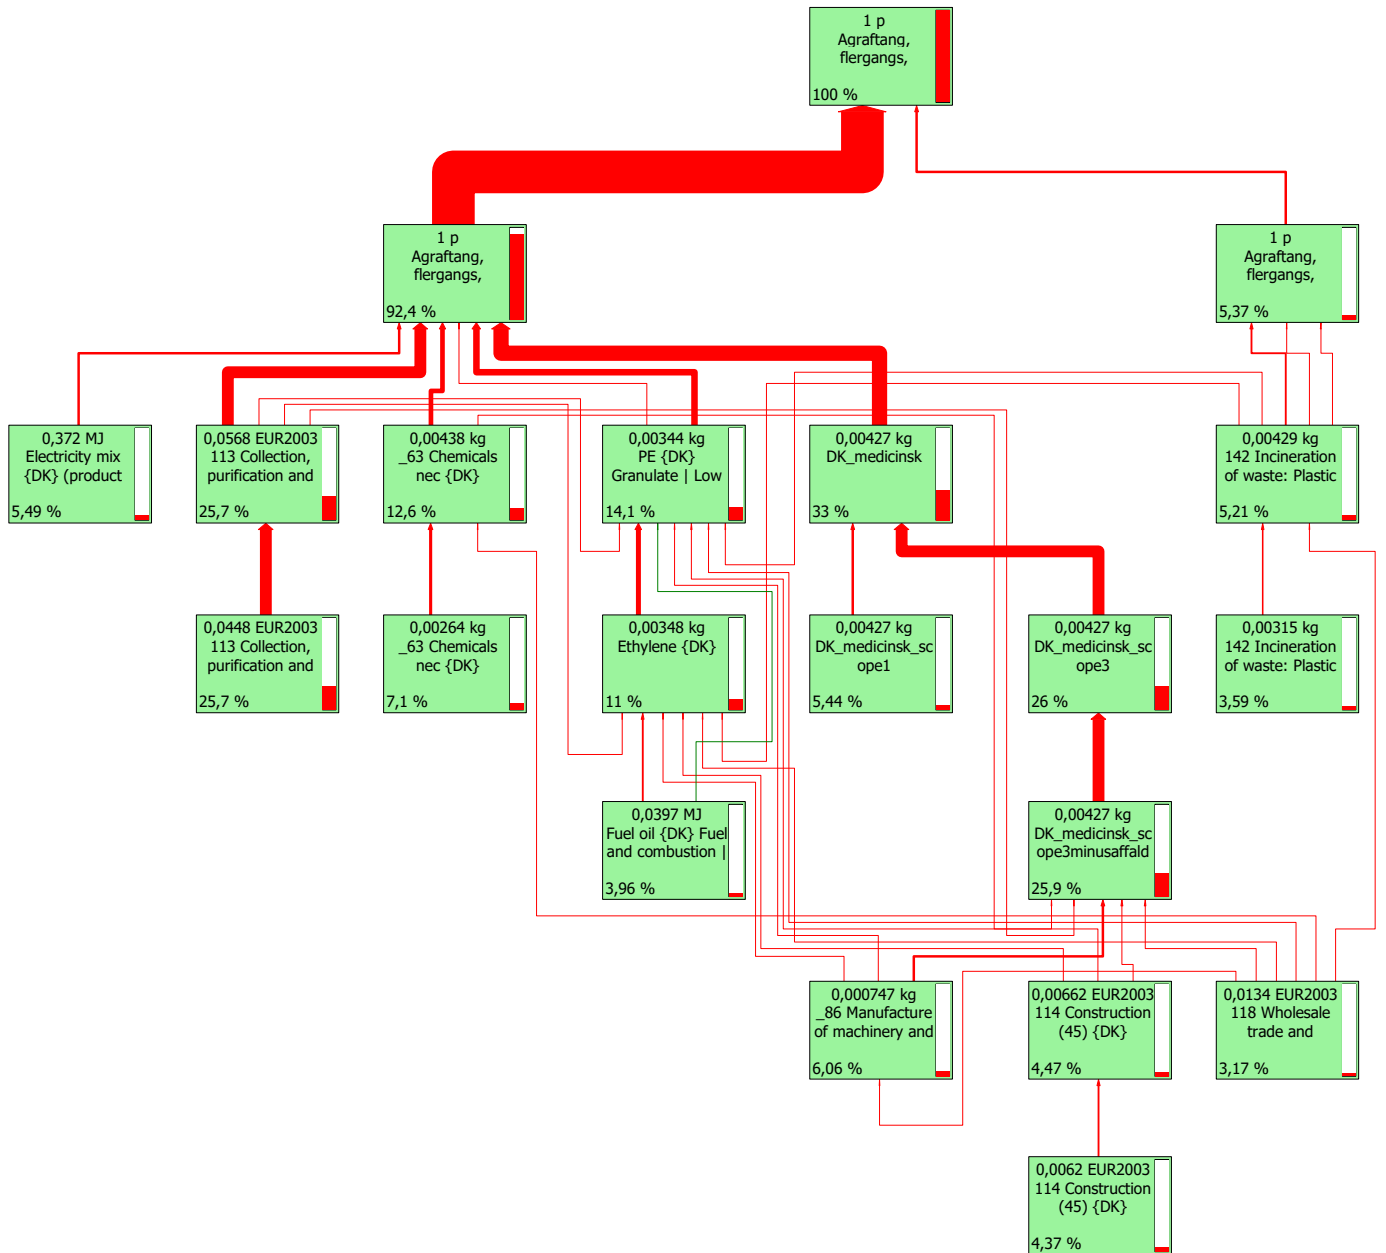 1 p
Agraftang,
flergangs,
100 %
1 p
Agraftang,
flergangs,
92,4 %
1 p
Agraftang,
flergangs,
5,37 %
0,372 MJ
Electricity mix
{DK} (product
5,49 %
0,0568 EUR2003
113 Collection,
purification and
25,7 %
0,00438 kg
_63 Chemicals
nec {DK}
12,6 %
0,00344 kg
PE {DK}
Granulate | Low
14,1 %
0,00427 kg
DK_medicinsk
33 %
0,00429 kg
142 Incineration
of waste: Plastic
5,21 %
0,0448 EUR2003
113 Collection,
purification and
25,7 %
0,00264 kg
_63 Chemicals
nec {DK}
7,1 %
0,00348 kg
Ethylene {DK}
11 %
0,00427 kg
DK_medicinsk_sc
ope1
5,44 %
0,00427 kg
DK_medicinsk_sc
ope3
26 %
0,00315 kg
142 Incineration
of waste: Plastic
3,59 %
0,0397 MJ
Fuel oil {DK} Fuel
and combustion |
3,96 %
0,00427 kg
DK_medicinsk_sc
ope3minusaffald
25,9 %
0,000747 kg
_86 Manufacture
of machinery and
6,06 %
0,00662 EUR2003
114 Construction
(45) {DK}
4,47 %
0,0134 EUR2003
118 Wholesale
trade and
3,17 %
0,0062 EUR2003
114 Construction
(45) {DK}
4,37 %